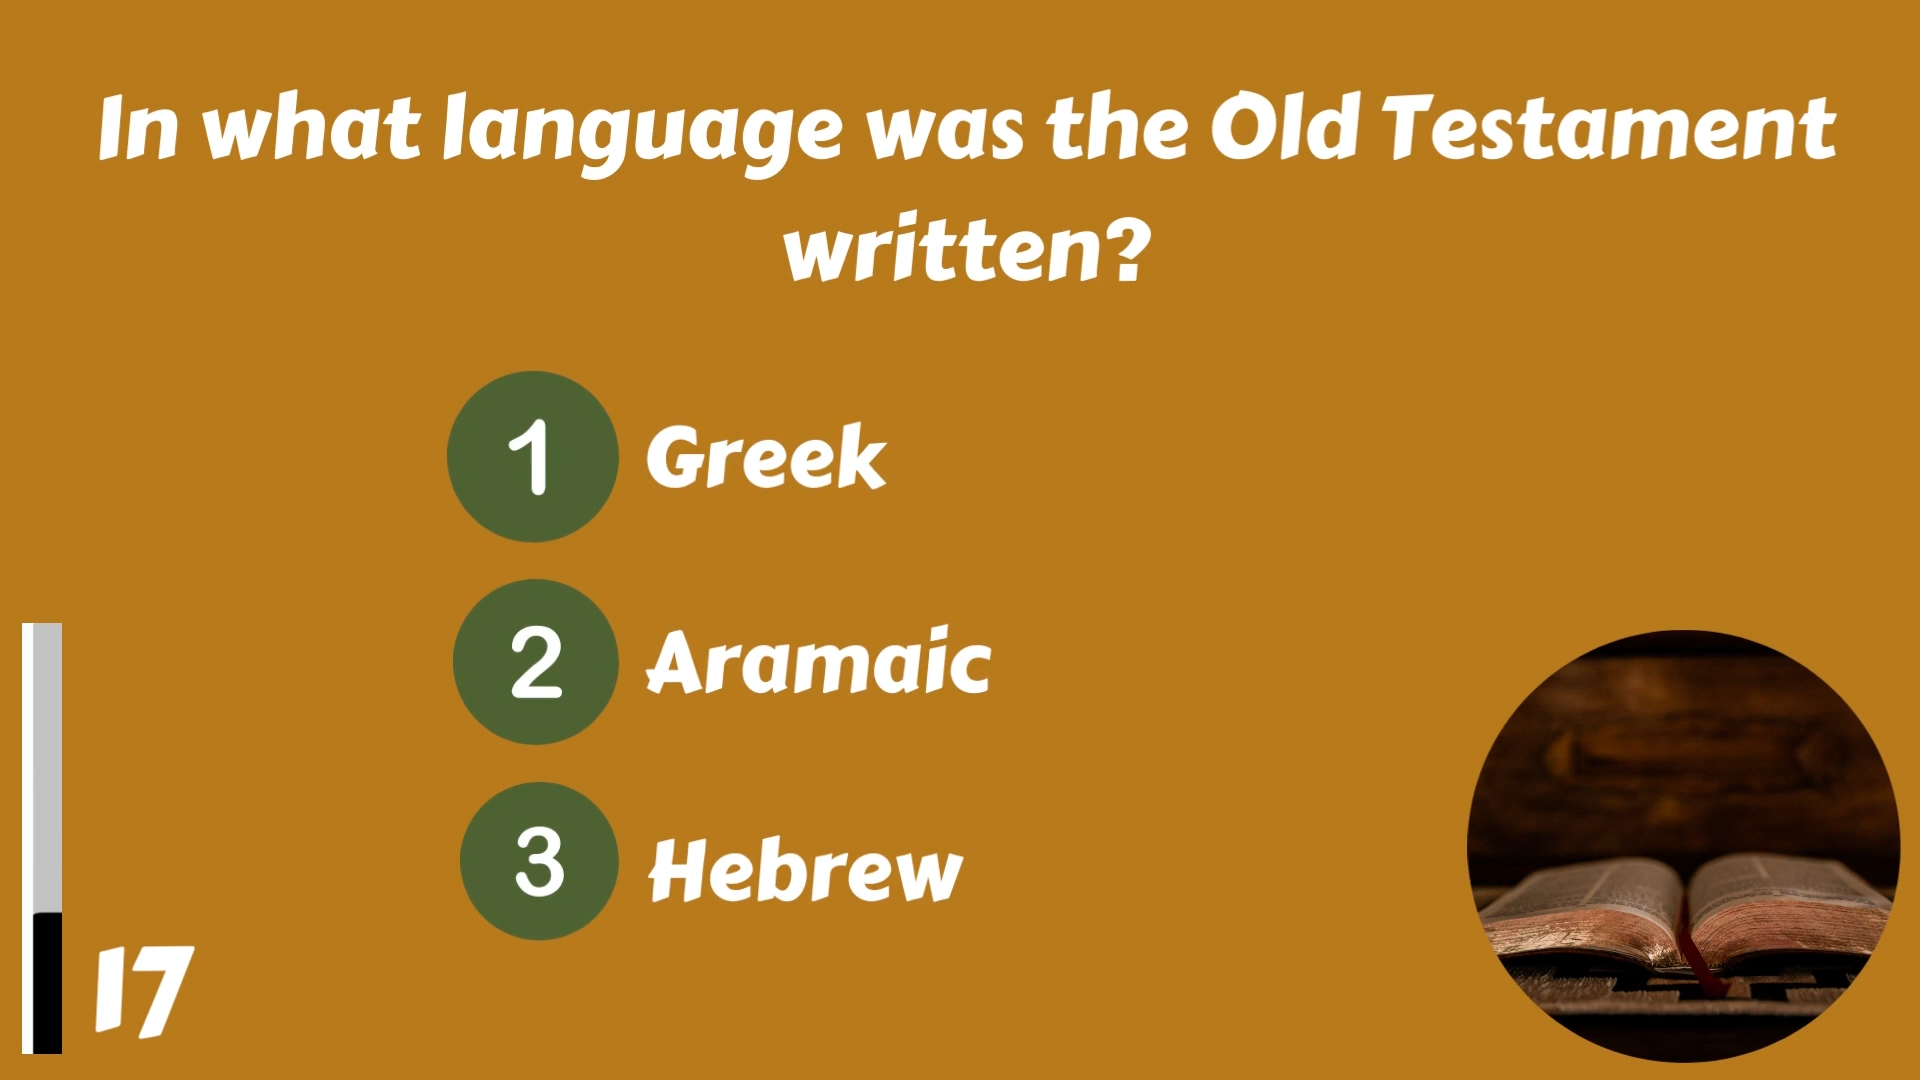 In what language was the Old Testament
written?
1 Greek
2 Aramaic
3 Hebrew
17